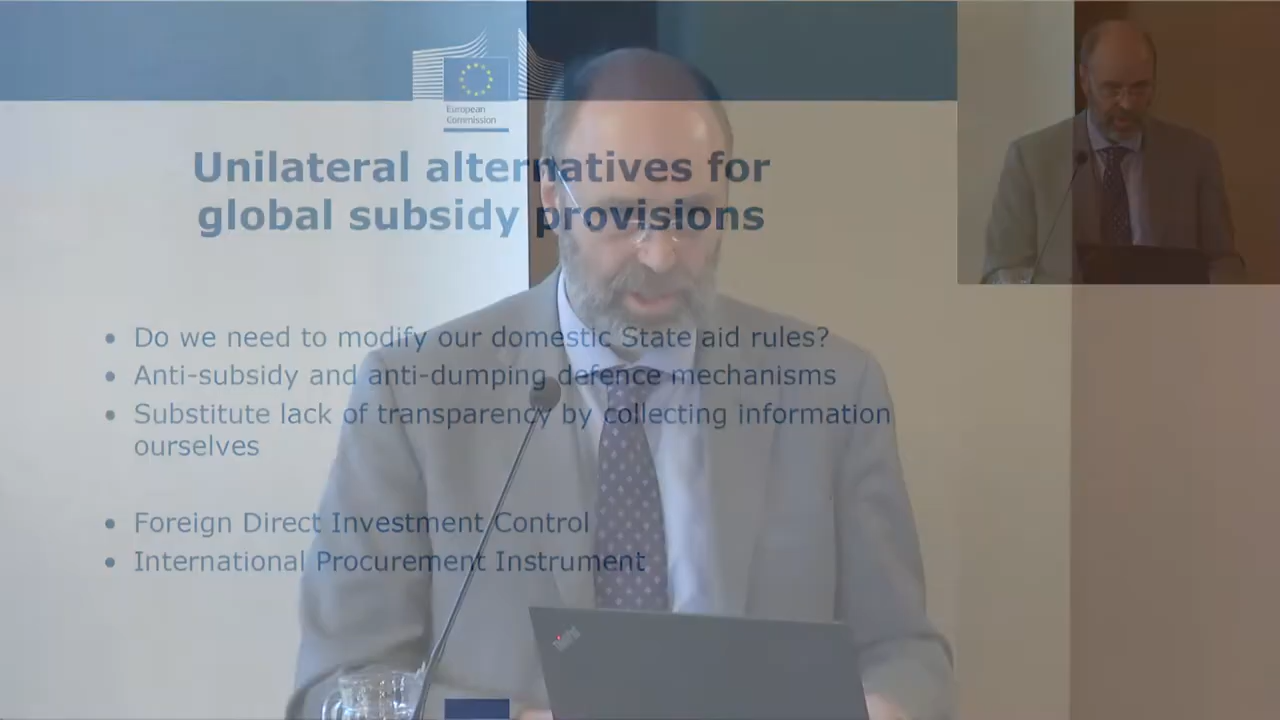 European
Commission
Unilateral alternatives for
global subsidy provisions
• Do we need to modify our domestic State aid rules?
• Anti-subsidy and anti-dumping defence mechanisms
• Substitute lack of transparency by collecting information
ourselves
• Foreign Direct Investment Control
• International Procurement Instrument